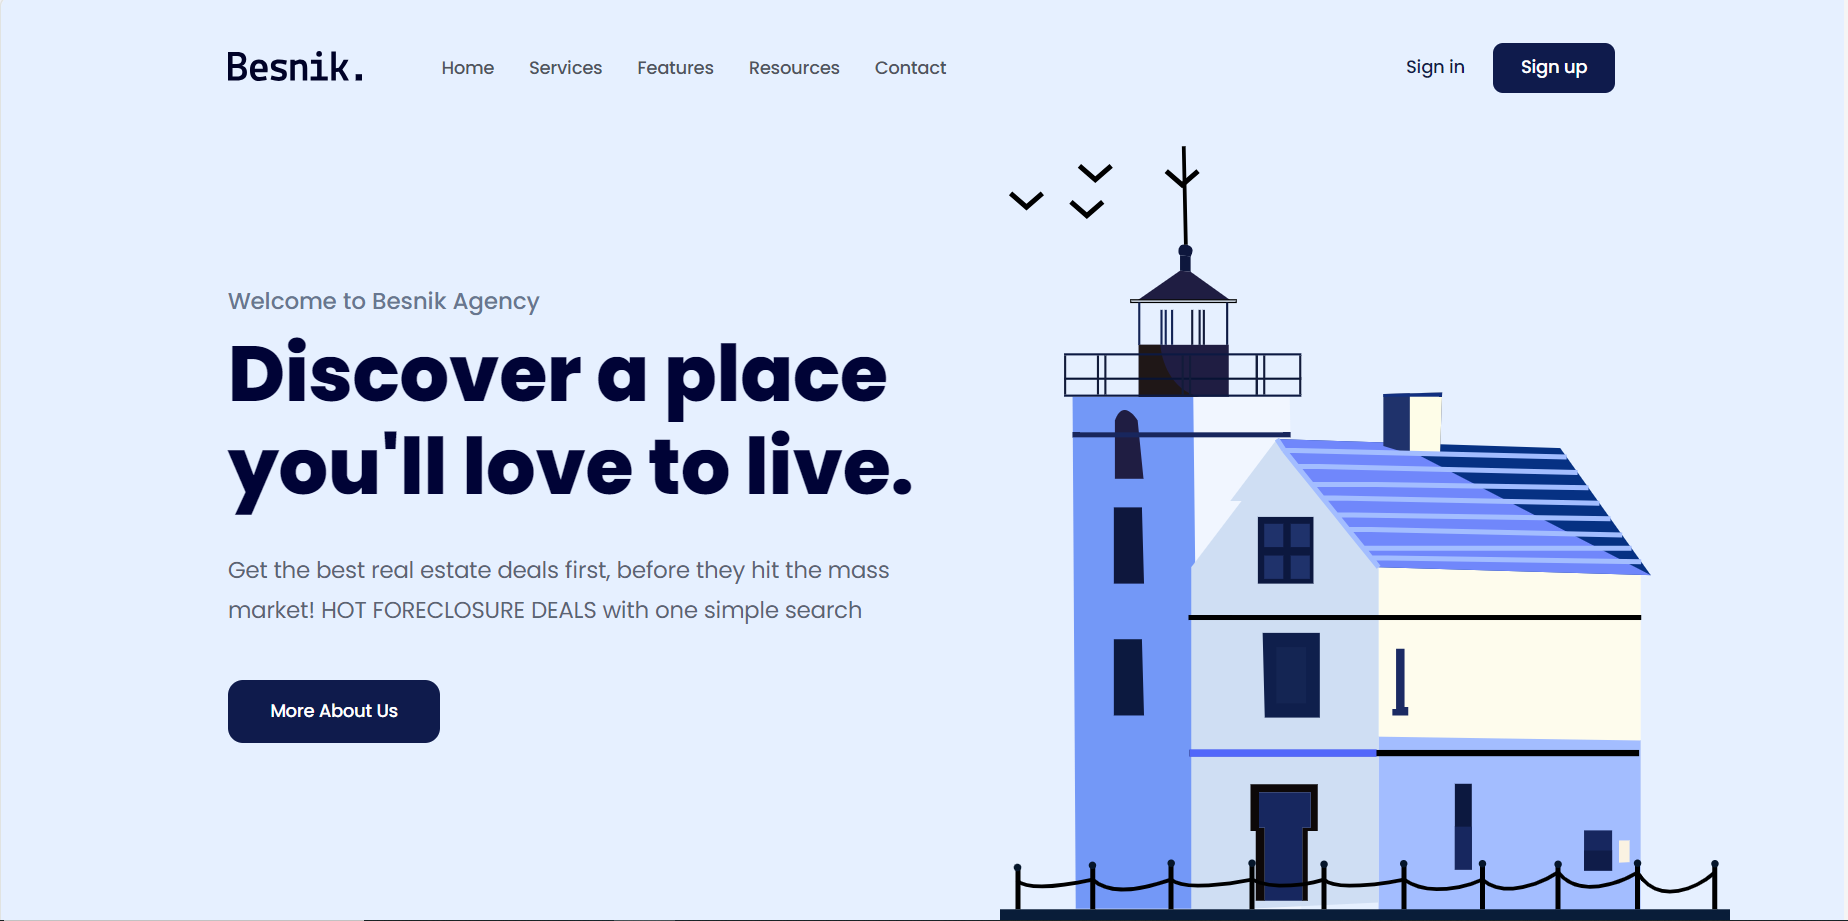 Besnik.
Home Services Features Resources Contact
Sign in Sign up
Welcome to Besnik Agency
Discover a place
you'll love to live.
Get the best real estate deals first, before they hit the mass
market! HOT FORECLOSURE DEALS with one simple search
More About Us